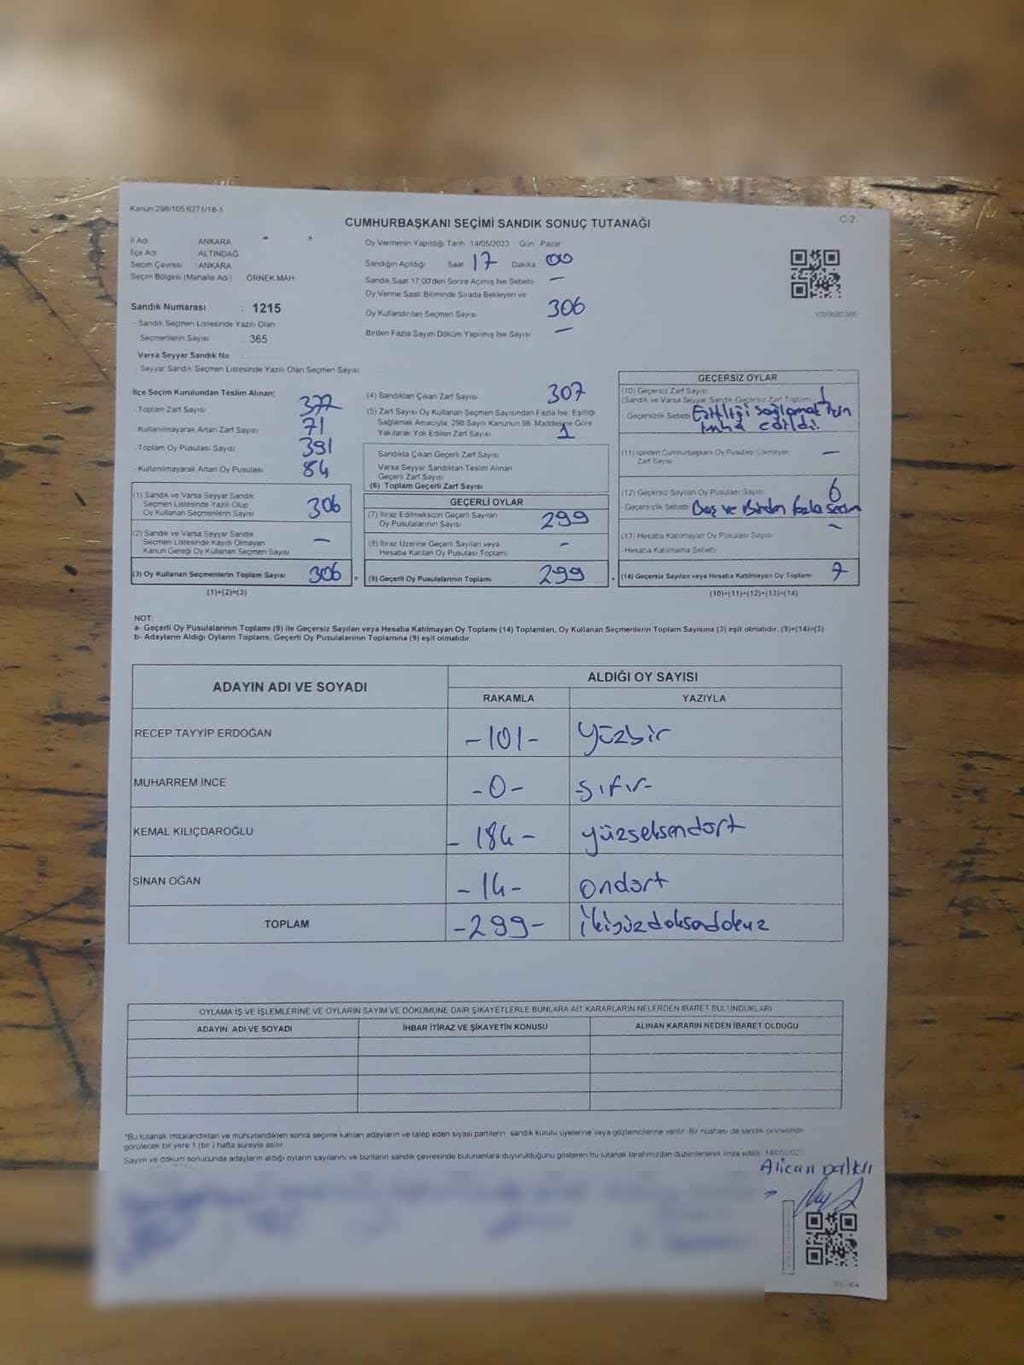 Kanun:298/105,6271/18-1
CUMHURBAŞKANI SEÇİMİ SANDIK SONUÇ TUTANAĞI
C-2
İl Adı ANKARA
İlçe Adı ALTINDAĞ
Seçim Çevresi : ANKARA
Seçim Bölgesi (Mahalle Adı) ÖRNEK MAH.
Sandık Numarası : 1215
- Sandık Seçmen Listesinde Yazılı Olan
Seçmenlerin Sayısı 365
Varsa Seyyar Sandık No
- Seyyar Sandık Seçmen Listesinde Yazılı Olan Seçmen Sayısı
Oy Vermenin Yapıldığı Tarih 14/05/2023 Gün Pazar
Sandığın Açıldığı Saat 17 Dakika 00
Sandık Saat 17.00'den Sonra Açılmış İse Sebebi –
Oy Verme Saati Bitiminde Sırada Bekleyen ve
Oy Kullandırılan Seçmen Sayısı 306
Birden Fazla Sayım Döküm Yapılmış İse Sayısı –
İlçe Seçim Kurulundan Teslim Alınan:
- Toplam Zarf Sayısı 377
- Kullanılmayarak Artan Zarf Sayısı 71
- Toplam Oy Pusulası Sayısı 391
- Kullanılmayarak Artan Oy Pusulası 84
(1) Sandık ve Varsa Seyyar Sandık
Seçmen Listesinde Yazılı Olup
Oy Kullanan Seçmenlerin Sayısı 306
(2) Sandık ve Varsa Seyyar Sandık
Seçmen Listesinde Kayıtlı Olmayan
Kanun Gereği Oy Kullanan Seçmen Sayısı –
(3) Oy Kullanan Seçmenlerin Toplam Sayısı 306
(1)+(2)=(3)
(4) Sandıktan Çıkan Zarf Sayısı 307
(5) Zarf Sayısı Oy Kullanan Seçmen Sayısından Fazla İse; Eşitliği
Sağlamak Amacıyla, 298 Sayılı Kanunun 98. Maddesine Göre
Yakılarak Yok Edilen Zarf Sayısı 1
Sandıkta Çıkan Geçerli Zarf Sayısı
Varsa Seyyar Sandıktan Teslim Alınan
Geçerli Zarf Sayısı
(6) Toplam Geçerli Zarf Sayısı
GEÇERLİ OYLAR
(7) İtiraz Edilmeksizin Geçerli Sayılan
Oy Pusulalarının Sayısı 299
(8) İtiraz Üzerine Geçerli Sayılan veya
Hesaba Katılan Oy Pusulası Toplamı –
= (9) Geçerli Oy Pusulalarının Toplamı 299
GEÇERSİZ OYLAR
(10) Geçersiz Zarf Sayısı
(Sandık ve Varsa Seyyar Sandık Geçersiz Zarf Toplamı) 1
Geçersizlik Sebebi Eşitliği sağlamak için
imha edildi.
(11) İçinden Cumhurbaşkanı Oy Pusulası Çıkmayan
Zarf Sayısı –
(12) Geçersiz Sayılan Oy Pusulası Sayısı 6
Geçersizlik Sebebi Boş ve Birden fazla seçim
(13) Hesaba Katılmayan Oy Pusulası Sayısı –
Hesaba Katılmama Sebebi
+ (14) Geçersiz Sayılan veya Hesaba Katılmayan Oy Toplamı 7
(10)+(11)+(12)+(13)=(14)
NOT:
a- Geçerli Oy Pusulalarının Toplamı (9) ile Geçersiz Sayılan veya Hesaba Katılmayan Oy Toplamı (14) Toplamları, Oy Kullanan Seçmenlerin Toplam Sayısına (3) eşit olmalıdır. (9)+(14)=(3)
b- Adayların Aldığı Oyların Toplamı, Geçerli Oy Pusulalarının Toplamına (9) eşit olmalıdır.
ADAYIN ADI VE SOYADI
ALDIĞI OY SAYISI
RAKAMLA YAZIYLA
RECEP TAYYİP ERDOĞAN -101- yüzbir
MUHARREM İNCE -0- sıfır-
KEMAL KILIÇDAROĞLU -184- yüzseksendört
SİNAN OĞAN -14- ondört
TOPLAM -299- ikiyüzdoksandokuz
OYLAMA İŞ VE İŞLEMLERİNE VE OYLARIN SAYIM VE DÖKÜMÜNE DAİR ŞİKAYETLERLE BUNLARA AİT KARARLARIN NELERDEN İBARET BULUNDUKLARI
ADAYIN ADI VE SOYADI İHBAR İTİRAZ VE ŞİKAYETİN KONUSU ALINAN KARARIN NEDEN İBARET OLDUĞU
*Bu tutanak imzalandıktan ve mühürlendikten sonra seçime katılan adayların ve talep eden siyasi partilerin sandık kurulu üyelerine veya gözlemcilerine verilir. Bir nüshası da sandık çevresinde
görülecek bir yere 1 (bir) hafta süreyle asılır.
Sayım ve döküm sonucunda adayların aldığı oyların sayılarını ve bunların sandık çevresinde bulunanlara duyurulduğunu gösteren bu tutanak tarafımızdan düzenlenerek imza edildi. 14/05/2023
Alican